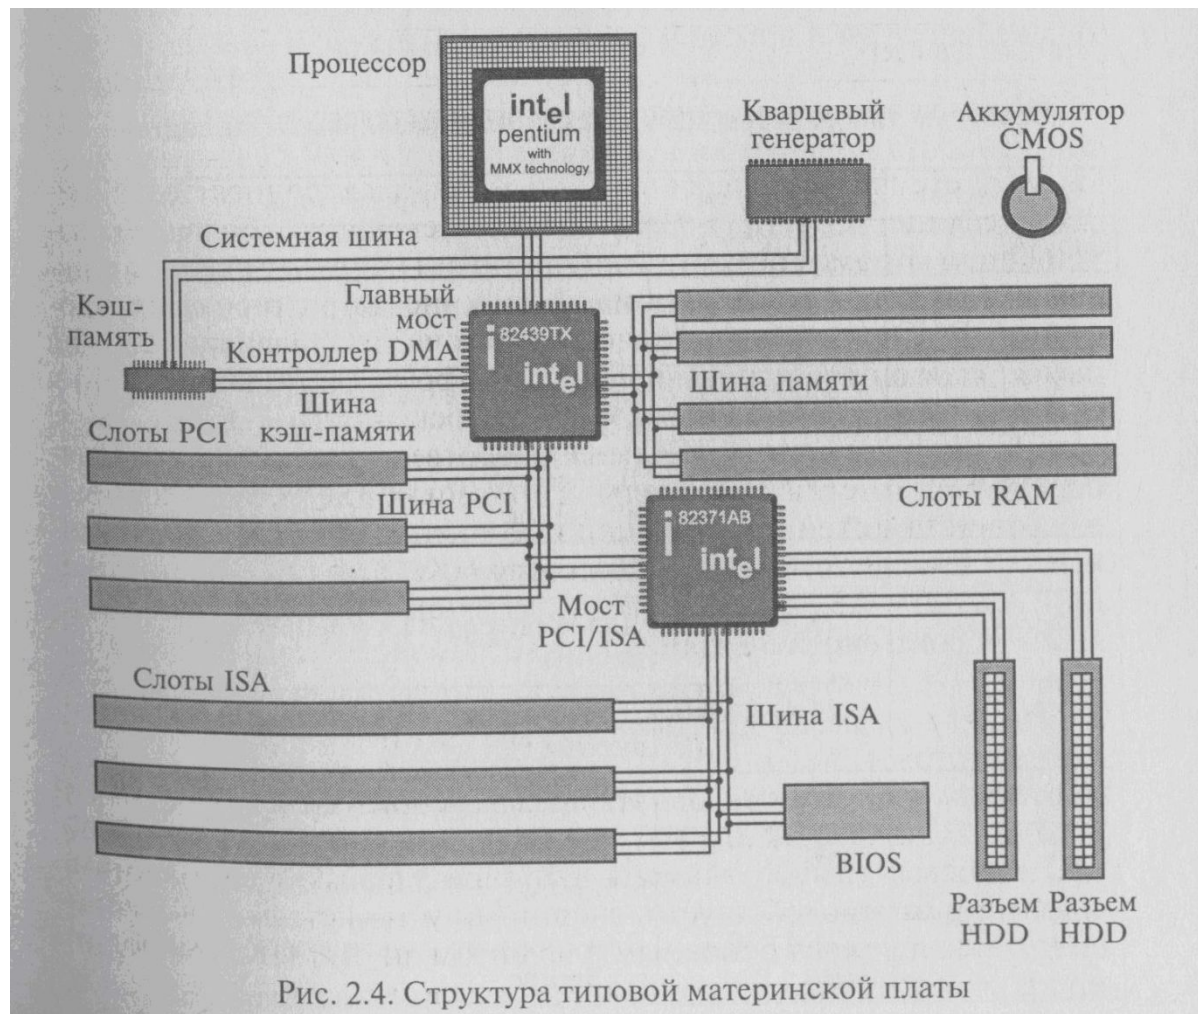 Процессор
intel
pentium
with
MMX technology
Кварцевый
генератор
Аккумулятор
CMOS
Системная шина
Кэш-
память
Главный
мост
Контроллер DMA
Шина
кэш-памяти
i 82439TX
intel
Шина памяти
Слоты RAM
Слоты PCI
Шина PCI
i 82371AB
intel
Мост
PCI/ISA
Слоты ISA
Шина ISA
BIOS
Разъем
HDD
Разъем
HDD
Рис. 2.4. Структура типовой материнской платы